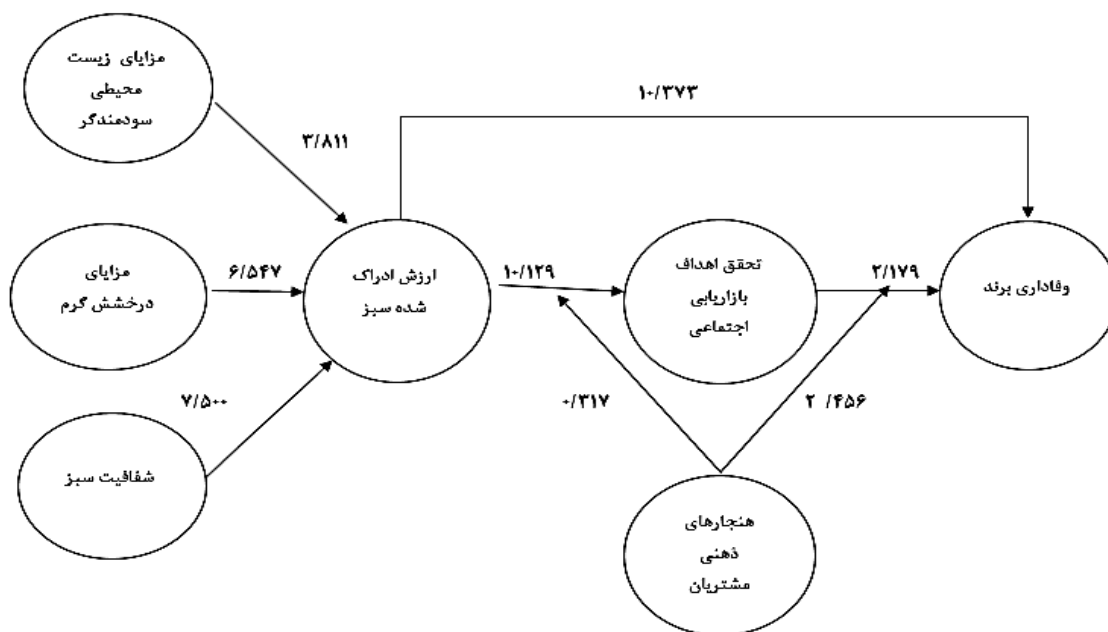 مزایای زیست
محیطی
سودهندگر
۳/۸۱۱
۱۰/۳۷۳
مزایای
درخشش گرم
۶/۵۴۷
ارزش ادراک
شده سبز
۱۰/۱۲۹
تحقق اهداف
بازاریابی
اجتماعی
۲/۱۷۹
وفاداری برند
۷/۵۰۰
شفافیت سبز
۰/۳۱۷
۲ /۴۵۶
هنجارهای
ذهنی
مشتریان